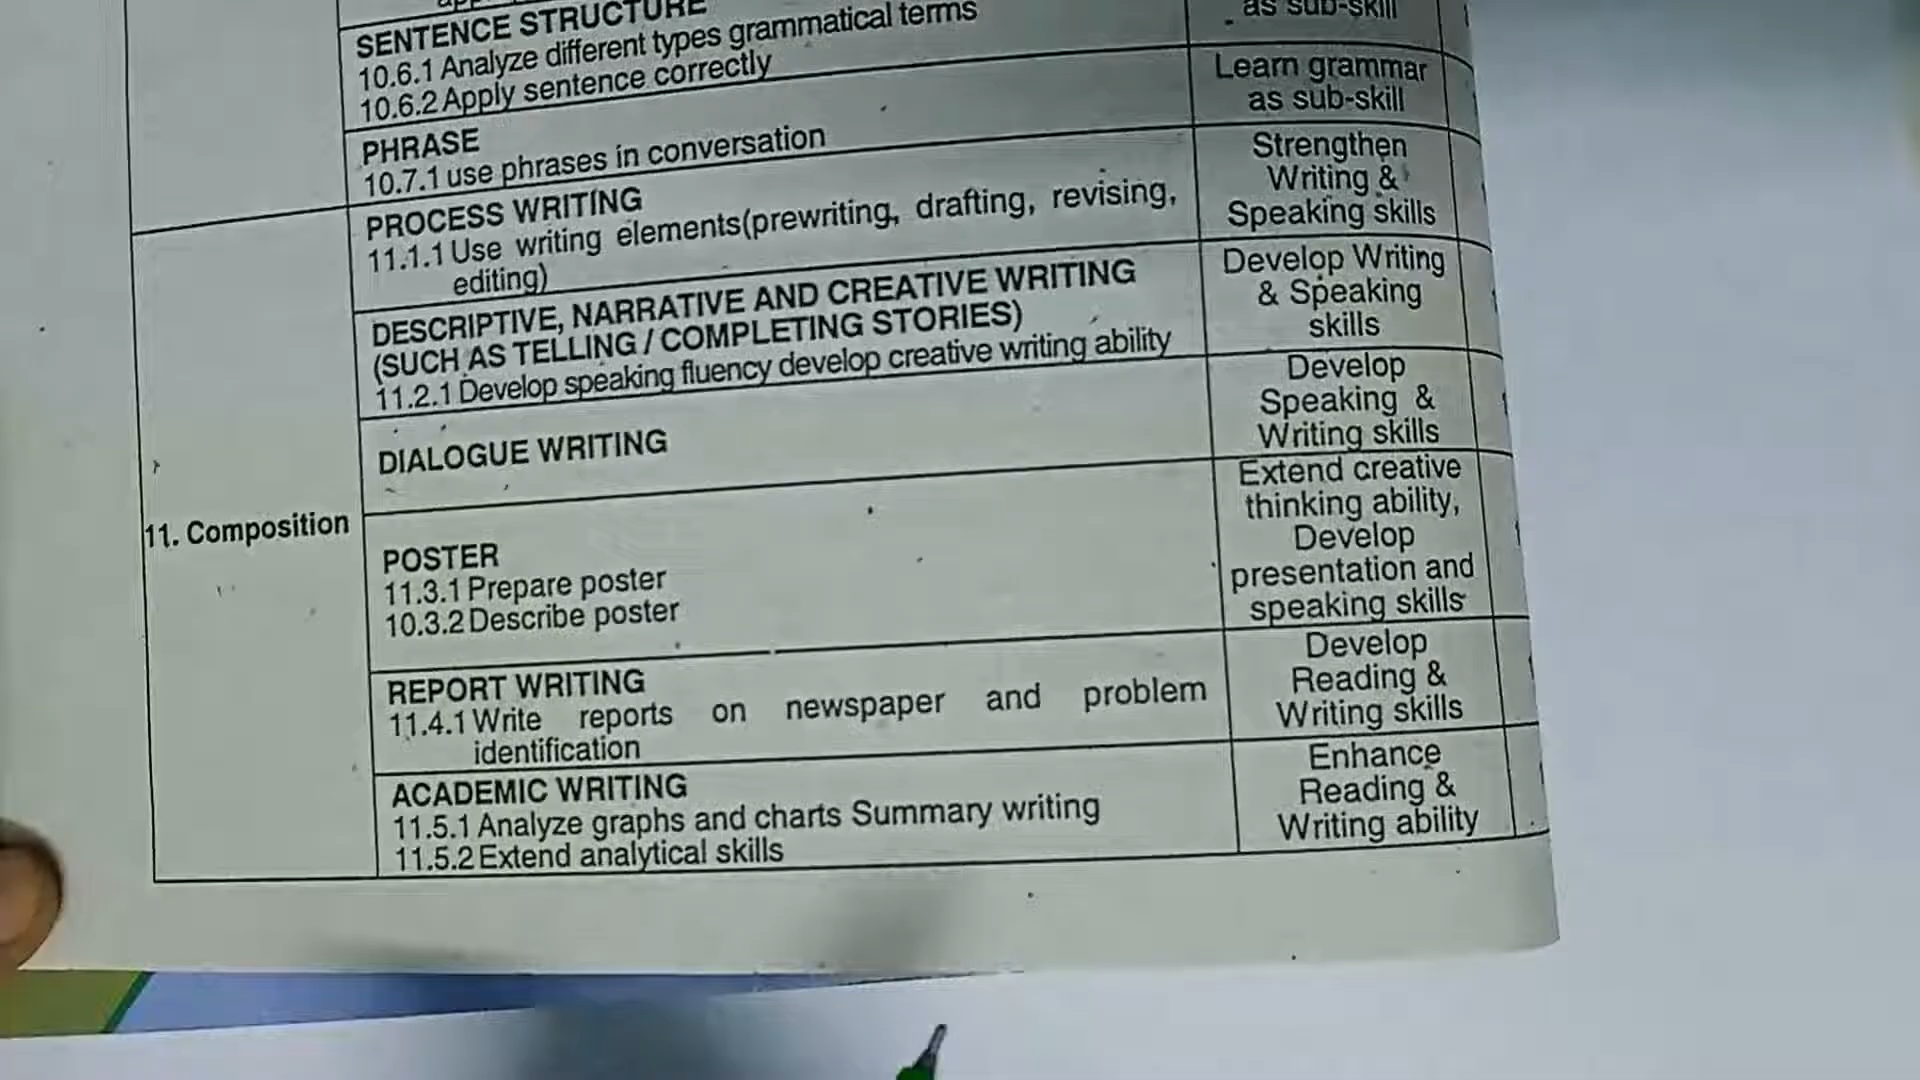 SENTENCE STRUCTURE
10.6.1 Analyze different types grammatical terms
10.6.2 Apply sentence correctly
as sub-skill
PHRASE
10.7.1 use phrases in conversation
Learn grammar
as sub-skill
11. Composition
PROCESS WRITING
11.1.1 Use writing elements(prewriting, drafting, revising,
editing)
Strengthen
Writing &
Speaking skills
DESCRIPTIVE, NARRATIVE AND CREATIVE WRITING
(SUCH AS TELLING / COMPLETING STORIES)
11.2.1 Develop speaking fluency develop creative writing ability
Develop Writing
& Speaking
skills
DIALOGUE WRITING
Develop
Speaking &
Writing skills
POSTER
11.3.1 Prepare poster
10.3.2 Describe poster
Extend creative
thinking ability,
Develop
presentation and
speaking skills
REPORT WRITING
11.4.1 Write reports on newspaper and problem
identification
Develop
Reading &
Writing skills
ACADEMIC WRITING
11.5.1 Analyze graphs and charts Summary writing
11.5.2 Extend analytical skills
Enhance
Reading &
Writing ability